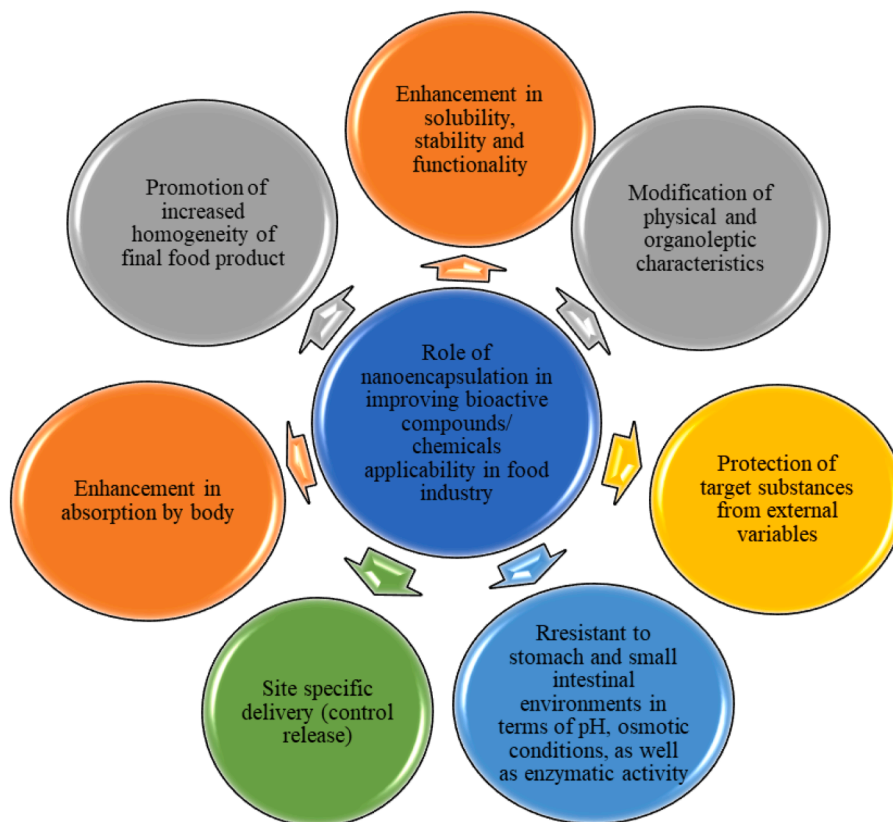 Enhancement in
solubility,
stability and
functionality
Promotion of
increased
homogeneity of
final food product
Modification of
physical and
organoleptic
characteristics
Role of
nanoencapsulation in
improving bioactive
compounds/
chemicals
applicability in food
industry
Enhancement in
absorption by body
Protection of
target substances
from external
variables
Site specific
delivery (control
release)
Rresistant to
stomach and small
intestinal
environments in
terms of pH, osmotic
conditions, as well
as enzymatic activity